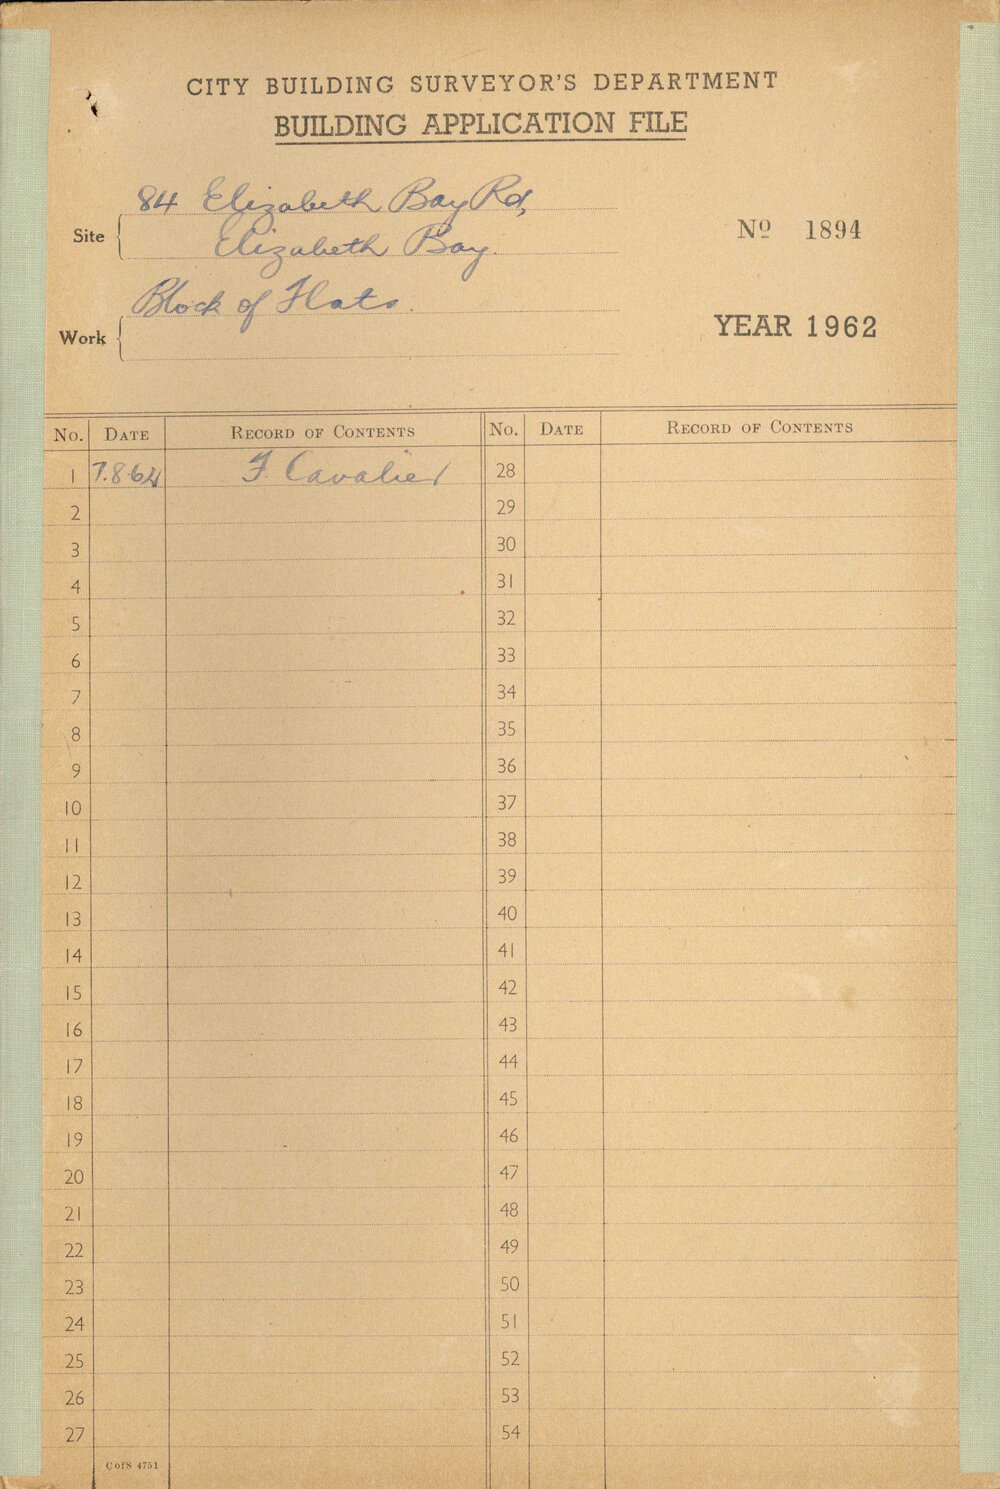 CITY BUILDING SURVEYOR'S DEPARTMENT
BUILDING APPLICATION FILE
84 Elizabeth Bay Rd,
Site Elizabeth Bay.
Nº 1894
Block of Flats.
Work
YEAR 1962
No. DATE RECORD OF CONTENTS No. DATE RECORD OF CONTENTS
1 7.8.62 F. Cavalier 28
2 29
3 30
4 31
5 32
6 33
7 34
8 35
9 36
10 37
11 38
12 39
13 40
14 41
15 42
16 43
17 44
18 45
19 46
20 47
21 48
22 49
23 50
24 51
25 52
26 53
27 54
C of S 4751